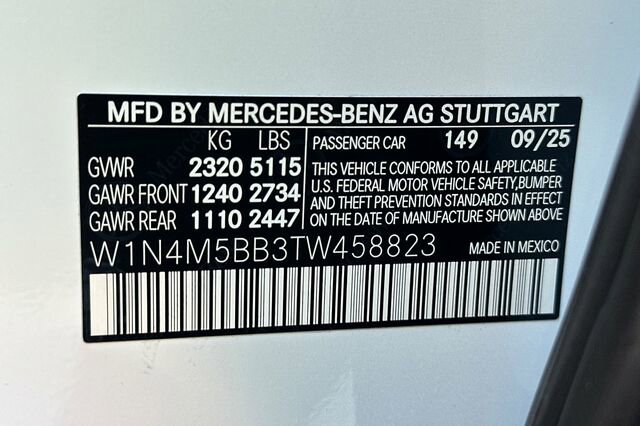 MFD BY MERCEDES-BENZ AG STUTTGART
KG LBS PASSENGER CAR 149 09/25
GVWR 2320 5115
GAWR FRONT 1240 2734
GAWR REAR 1110 2447
THIS VEHICLE CONFORMS TO ALL APPLICABLE
U.S. FEDERAL MOTOR VEHICLE SAFETY, BUMPER
AND THEFT PREVENTION STANDARDS IN EFFECT
ON THE DATE OF MANUFACTURE SHOWN ABOVE.
W1N4M5BB3TW458823 MADE IN MEXICO